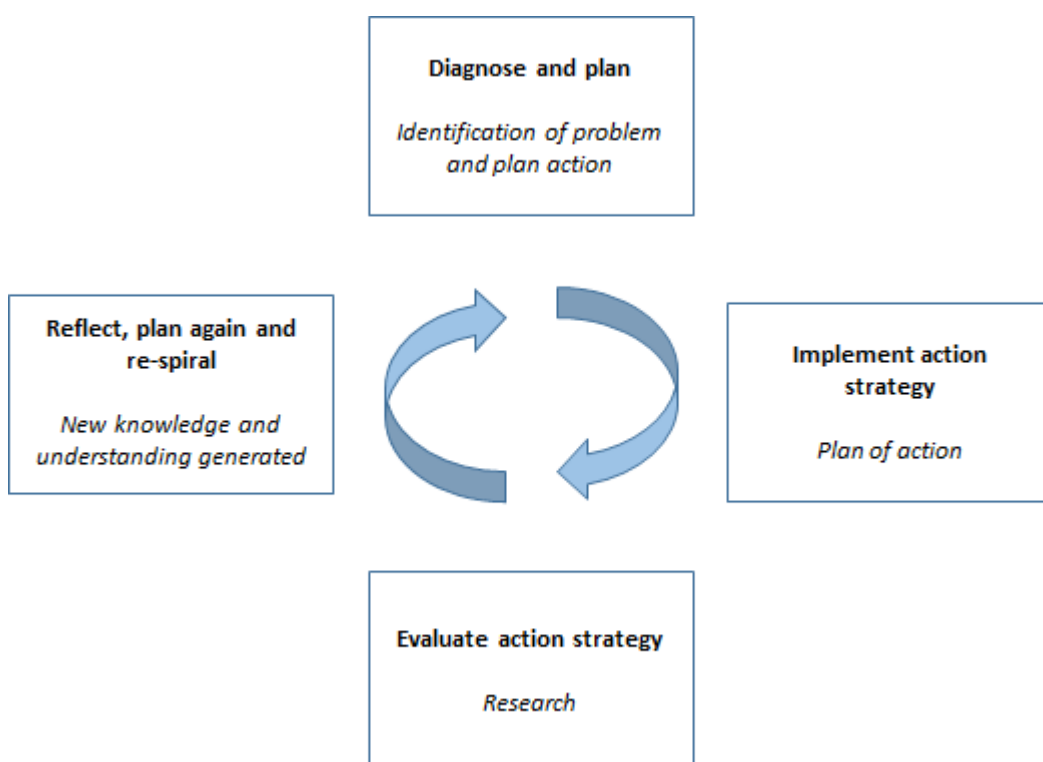 Diagnose and plan
Identification of problem
and plan action
Reflect, plan again and
re-spiral
New knowledge and
understanding generated
Implement action
strategy
Plan of action
Evaluate action strategy
Research